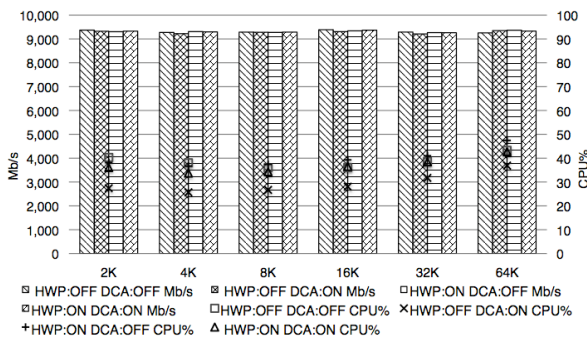 10,000 100
9,000 90
8,000 80
7,000 70
6,000 60
5,000 50
4,000 40
3,000 30
2,000 20
1,000 10
0 0
Mb/s
CPU%
2K 4K 8K 16K 32K 64K
HWP:OFF DCA:OFF Mb/s HWP:OFF DCA:ON Mb/s HWP:ON DCA:OFF Mb/s
HWP:ON DCA:ON Mb/s HWP:OFF DCA:OFF CPU% HWP:OFF DCA:ON CPU%
HWP:ON DCA:OFF CPU% HWP:ON DCA:ON CPU%